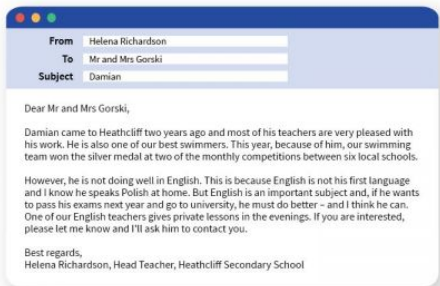 From Helena Richardson
To Mr and Mrs Gorski
Subject Damian
Dear Mr and Mrs Gorski,
Damian came to Heathcliff two years ago and most of his teachers are very pleased with
his work. He is also one of our best swimmers. This year, because of him, our swimming
team won the silver medal at two of the monthly competitions between six local schools.
However, he is not doing well in English. This is because English is not his first language
and I know he speaks Polish at home. But English is an important subject and, if he wants
to pass his exams next year and go to university, he must do better – and I think he can.
One of our English teachers gives private lessons in the evenings. If you are interested,
please let me know and I'll ask him to contact you.
Best regards,
Helena Richardson, Head Teacher, Heathcliff Secondary School